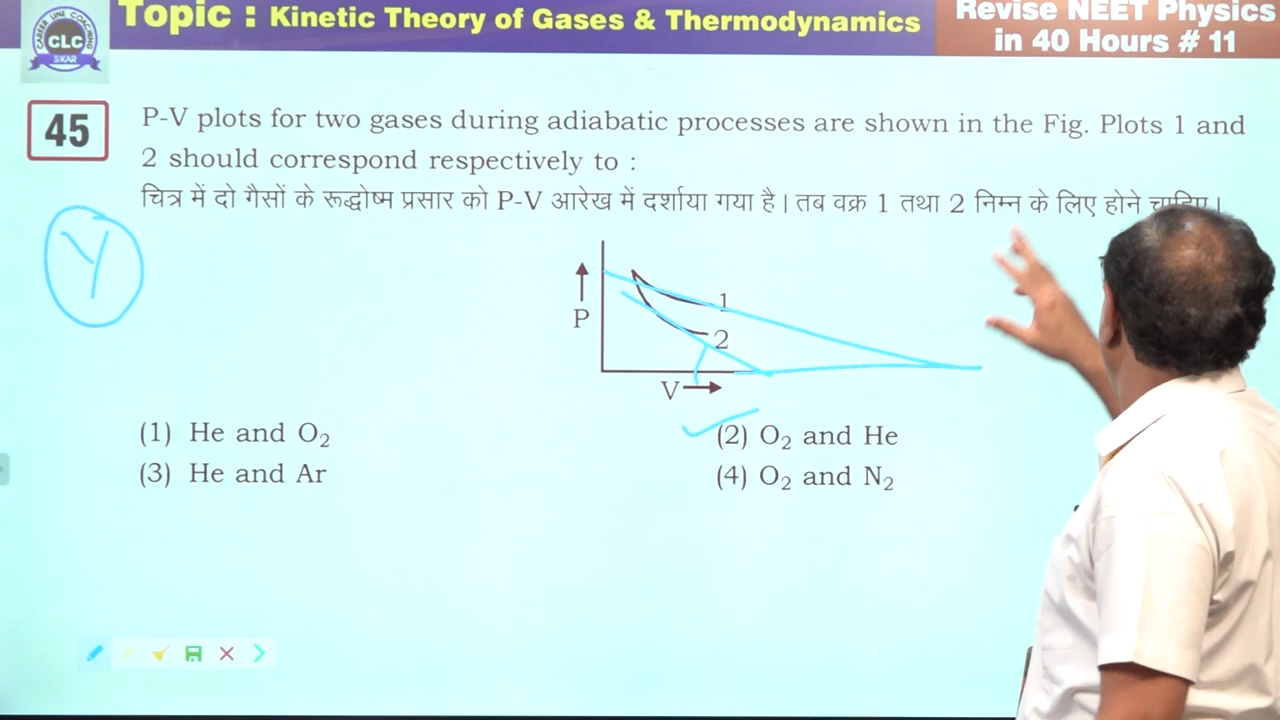 Topic : Kinetic Theory of Gases & Thermodynamics
Revise NEET Physics
in 40 Hours # 11
CAREER LINE COACHING
CLC
SIKAR
45
P-V plots for two gases during adiabatic processes are shown in the Fig. Plots 1 and
2 should correspond respectively to :
चित्र में दो गैसों के रूद्धोष्म प्रसार को P-V आरेख में दर्शाया गया है। तब वक्र 1 तथा 2 निम्न के लिए होने चाहिए।
γ
P
1
2
V
(1) He and O₂
(2) O₂ and He
(3) He and Ar
(4) O₂ and N₂